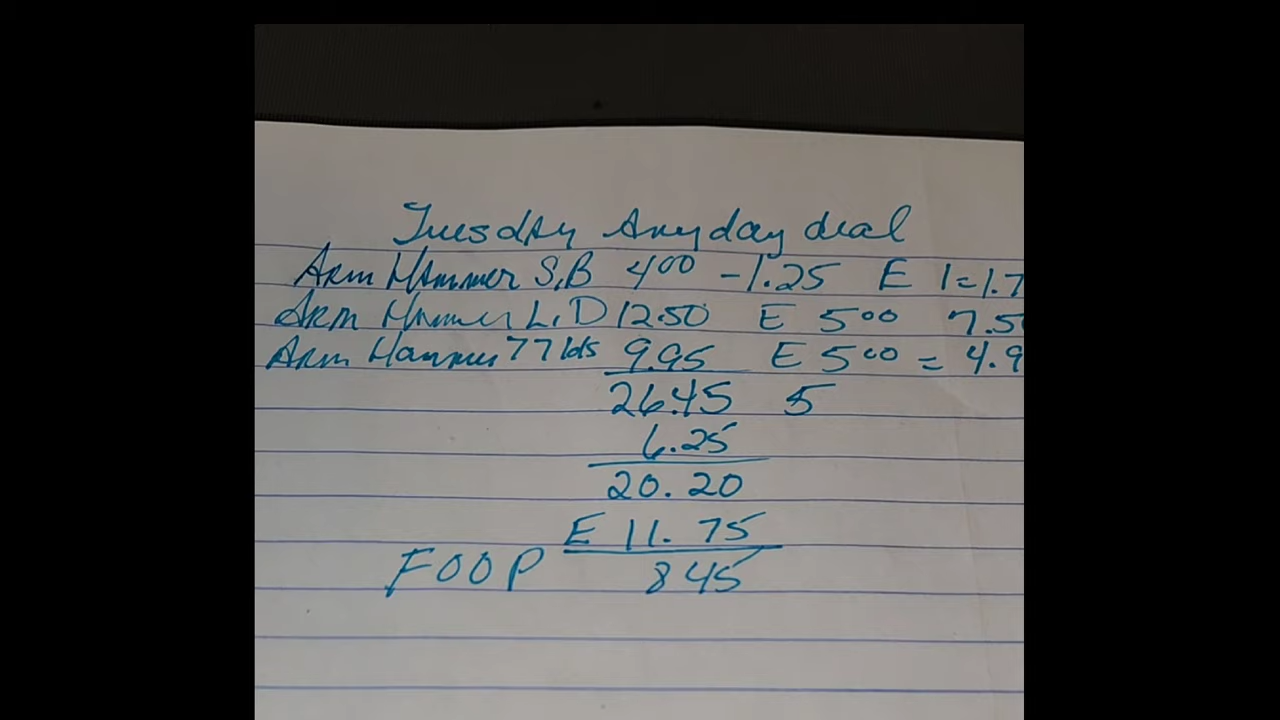 Tuesday Anyday deal
Arm Hammer S,B 4 00 - 1.25 E 1 = 1.7
Arm Hammer L, D 12.50 E 5 00 7.5
Arm Hammer 77 lds 9.95 E 5 00 = 4.9
26.45 5
6.25
20.20
E 11.75
FOOP 8 45